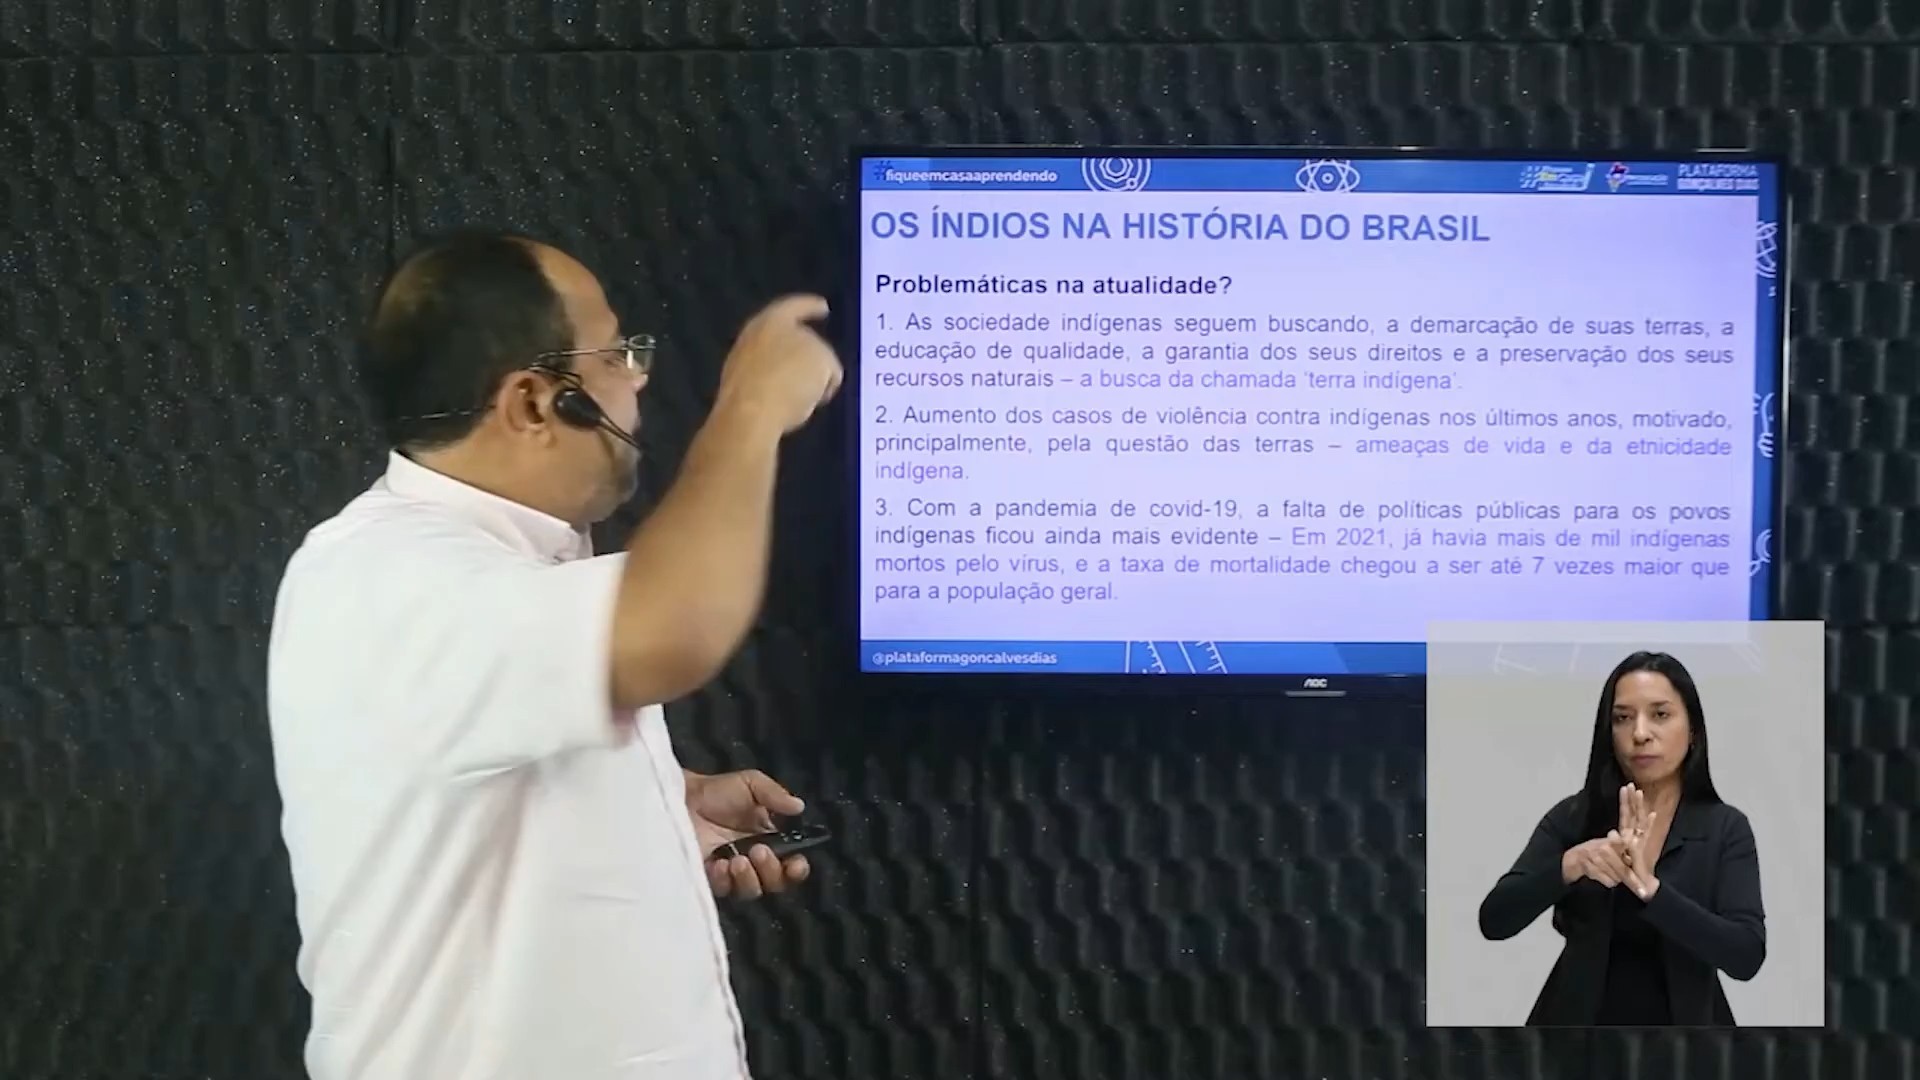 #fiqueemcasaaprendendo
PLATAFORMA
GONÇALVES DIAS
OS ÍNDIOS NA HISTÓRIA DO BRASIL
Problemáticas na atualidade?
1. As sociedade indígenas seguem buscando, a demarcação de suas terras, a
educação de qualidade, a garantia dos seus direitos e a preservação dos seus
recursos naturais – a busca da chamada ‘terra indígena’.
2. Aumento dos casos de violência contra indígenas nos últimos anos, motivado,
principalmente, pela questão das terras – ameaças de vida e da etnicidade
indígena.
3. Com a pandemia de covid-19, a falta de políticas públicas para os povos
indígenas ficou ainda mais evidente – Em 2021, já havia mais de mil indígenas
mortos pelo vírus, e a taxa de mortalidade chegou a ser até 7 vezes maior que
para a população geral.
@plataformagoncalvesdias
AOC